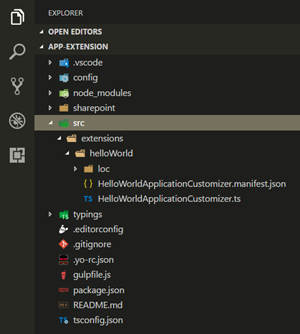 EXPLORER
OPEN EDITORS
APP-EXTENSION
.vscode
config
node_modules
sharepoint
src
extensions
helloWorld
loc
{ } HelloWorldApplicationCustomizer.manifest.json
TS HelloWorldApplicationCustomizer.ts
typings
.editorconfig
.gitignore
.yo-rc.json
gulpfile.js
package.json
README.md
tsconfig.json